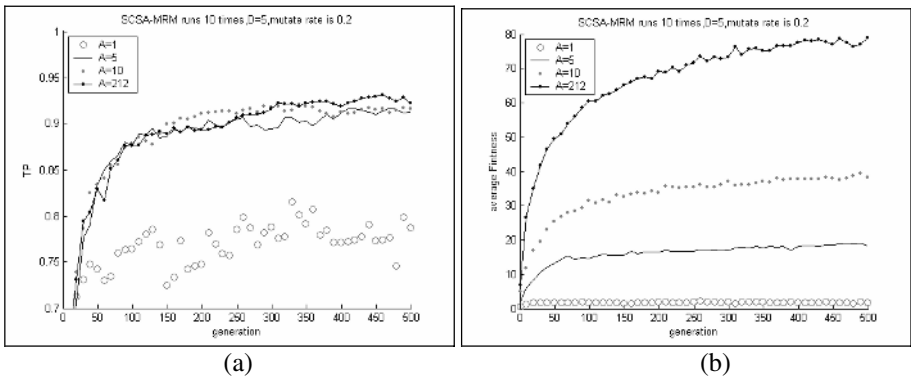 SCSA-MRM runs 10 times,D=5,mutate rate is 0.2
1
0.95
0.9
0.85
0.8
0.75
0.7
TP
A=1
A=5
A=10
A=212
0 50 100 150 200 250 300 350 400 450 500
generation
(a)
SCSA-MRM runs 10 times,D=5,mutate rate is 0.2
80
70
60
50
40
30
20
10
0
average Fintness
A=1
A=5
A=10
A=212
0 50 100 150 200 250 300 350 400 450 500
generation
(b)